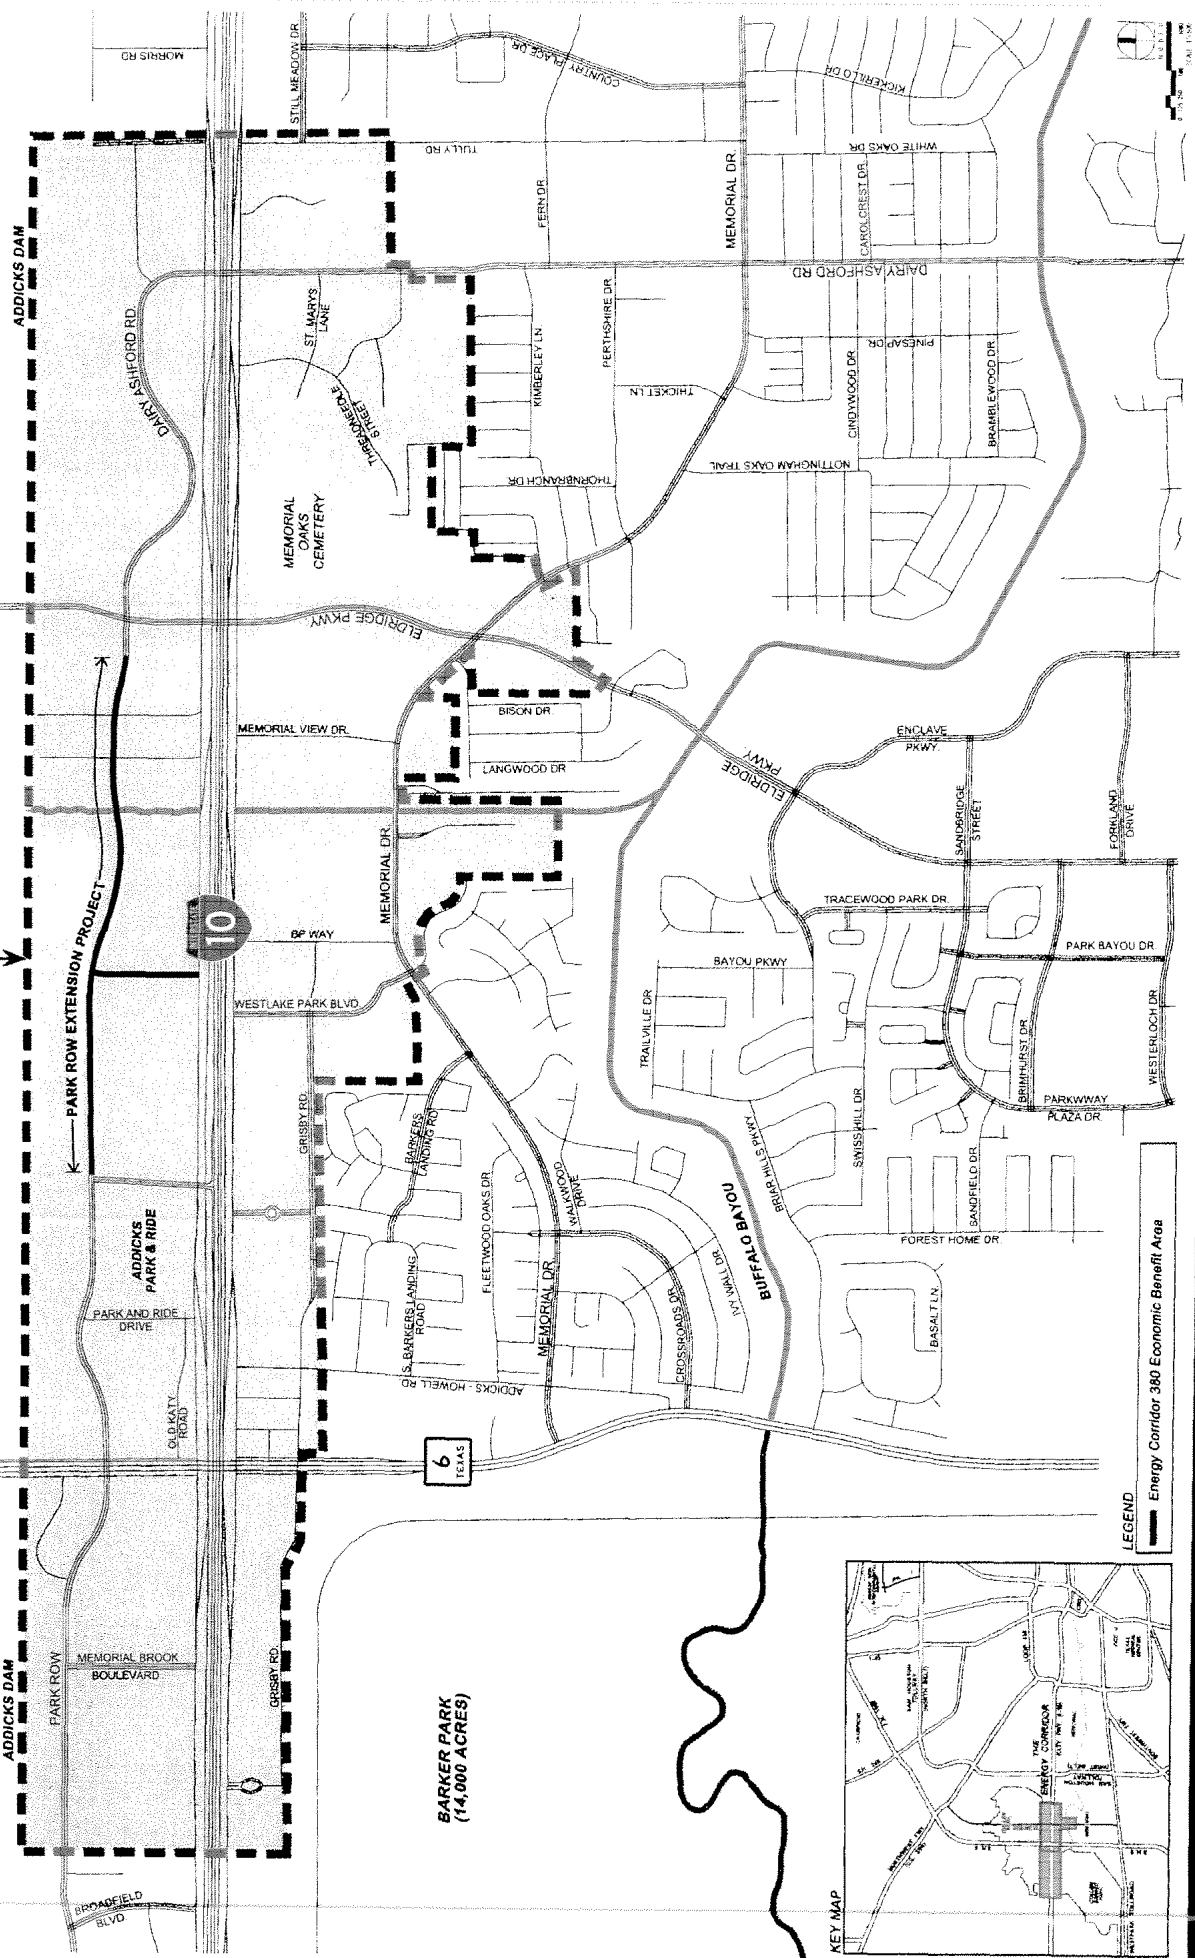 ADDICKS DAM
ADDICKS DAM
MORRIS RD
STILL MEADOW DR
COUNTRY PLACE DR
KICKERILLO DR
TULLY RD
FERN DR.
MEMORIAL DR.
WHITE OAKS DR
CAROLCREST DR.
DAIRY ASHFORD RD.
DAIRY ASHFORD RD
ST. MARYS
LANE
THREADNEEDLE
STREET
KIMBERLEY LN.
PERTHSHIRE DR.
PINESAP DR.
THICKET LN
CINDYWOOD DR
BRAMBLEWOOD DR.
THORNBRANCH DR
NOTTINGHAM OAKS TRAIL
MEMORIAL
OAKS
CEMETERY
ELDRIDGE PKWY.
PARK ROW EXTENSION PROJECT
MEMORIAL VIEW DR.
BISON DR.
LANGWOOD DR
ELDRIDGE
PKWY
ENCLAVE
PKWY.
SANDBRIDGE
STREET
FORKLAND
DRIVE
10
MEMORIAL DR.
BP WAY
WESTLAKE PARK BLVD.
TRACEWOOD PARK DR.
BAYOU PKWY
PARK BAYOU DR.
TRAILVILLE DR
BRIMHURST DR
WESTERLOCH DR
PARKWWAY
PLAZA DR.
GRISBY RD.
BARKERS
LANDING RD
SWISS HILL DR
BRIAR HILLS PKWY
SANDFIELD DR.
FOREST HOME DR
ADDICKS
PARK & RIDE
PARK AND RIDE
DRIVE
OLD KATY
ROAD
S. BARKERS LANDING
ROAD
FLEETWOOD OAKS DR
WALKWOOD
DRIVE
MEMORIAL DR
CROSSROADS DR.
IVY WALL DR.
BUFFALO BAYOU
BASALT LN.
ADDICKS - HOWELL RD
6
TEXAS
PARK ROW
MEMORIAL BROOK
BOULEVARD
GRISBY RD.
BROADFIELD
BLVD.
BARKER PARK
(14,000 ACRES)
LEGEND
Energy Corridor 380 Economic Benefit Area
KEY MAP
THE
ENERGY CORRIDOR